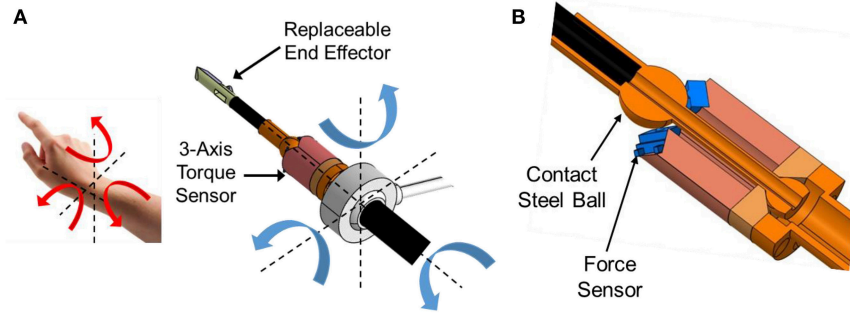 A
Replaceable
End Effector
3-Axis
Torque
Sensor
B
Contact
Steel Ball
Force
Sensor